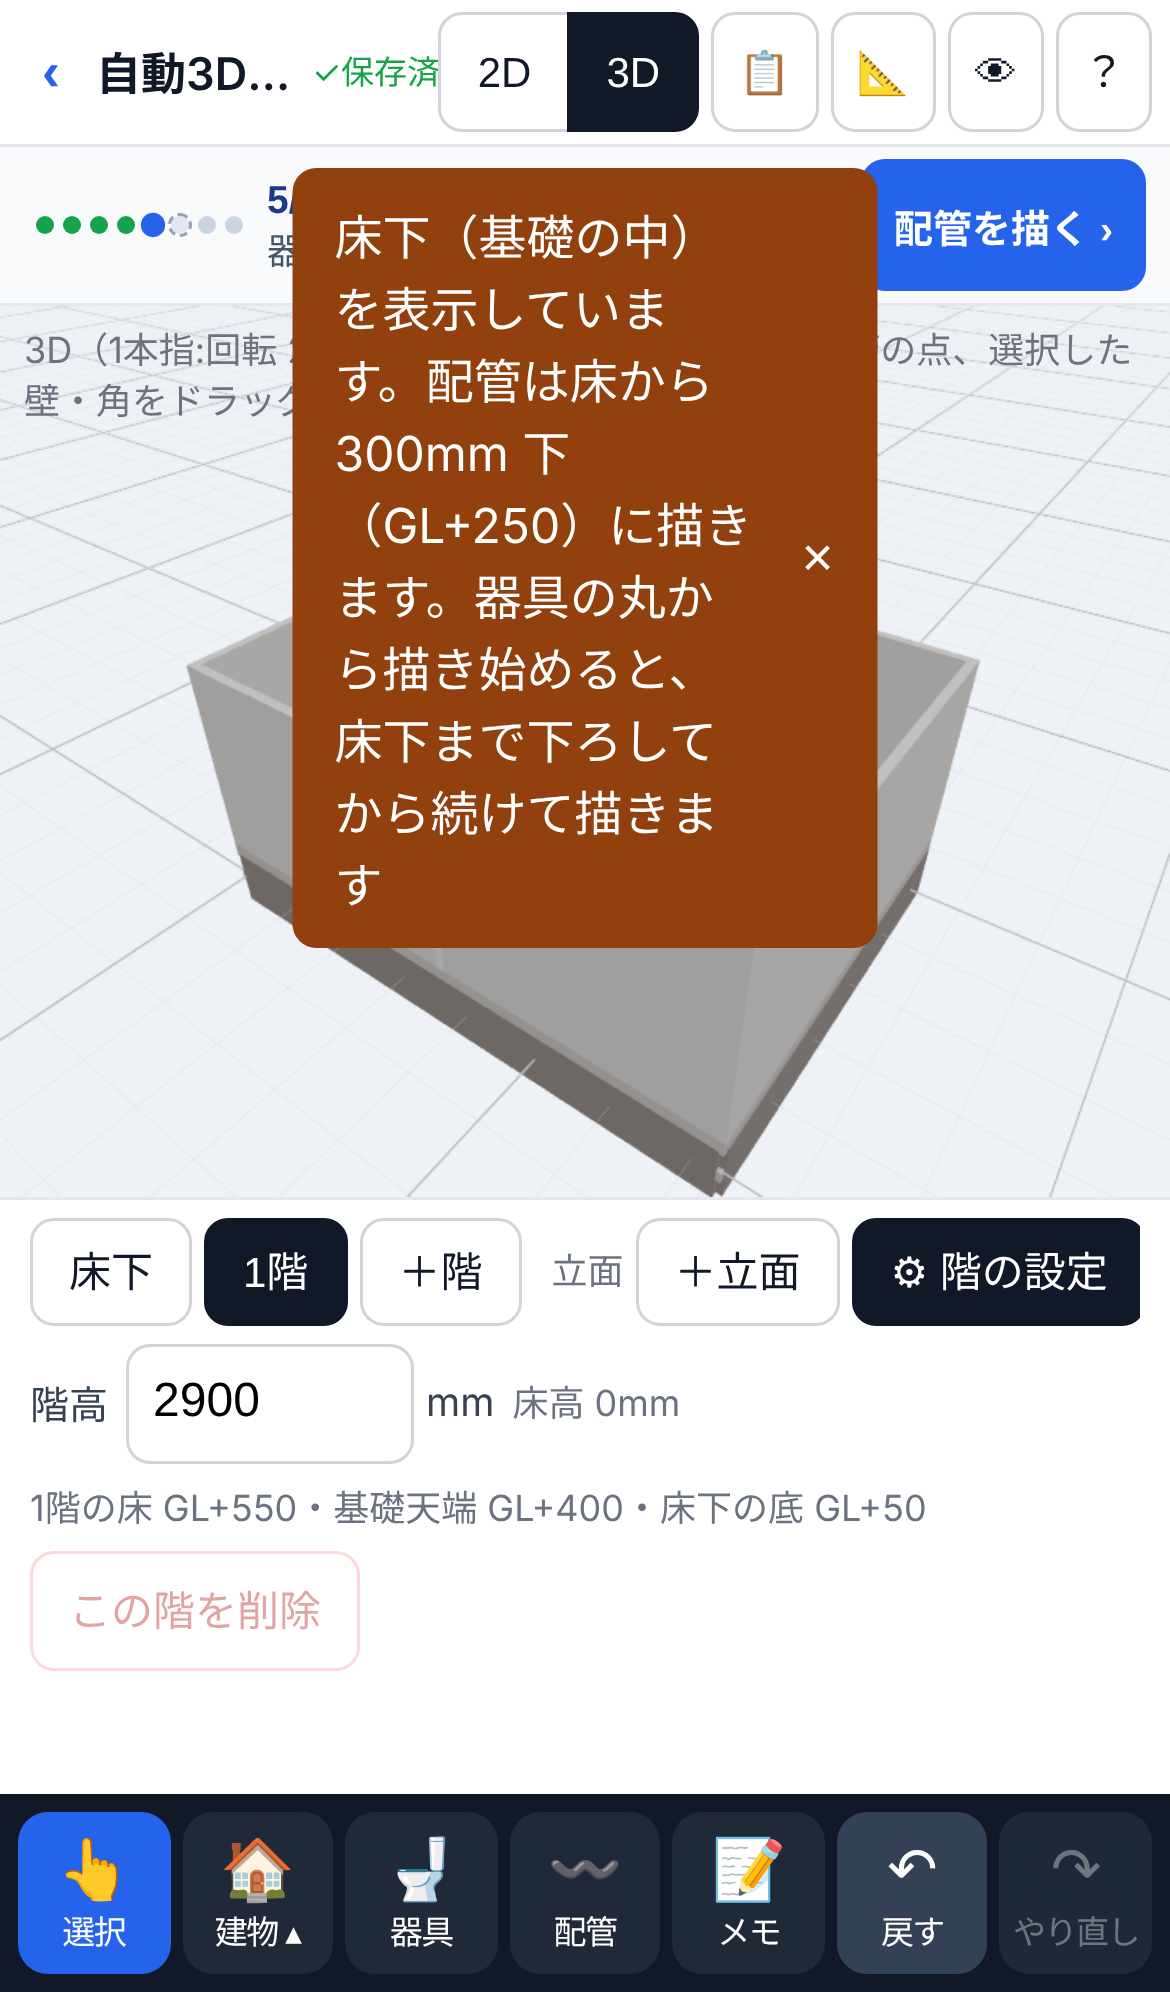 ‹ 自動3D... ✓保存済 2D 3D ?
5/
器
配管を描く ›
3D（1本指:回転
の点、選択した
壁・角をドラッグ
床下（基礎の中）
を表示していま
す。配管は床から
300mm 下
（GL+250）に描き
ます。器具の丸か
ら描き始めると、
床下まで下ろして
から続けて描きま
す
×
床下 1階 ＋階 立面 ＋立面 ⚙ 階の設定
階高 2900 mm 床高 0mm
1階の床 GL+550・基礎天端 GL+400・床下の底 GL+50
この階を削除
選択 建物▲ 器具 配管 メモ 戻す やり直し